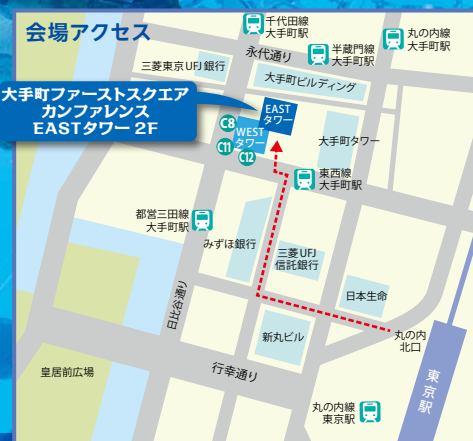 会場アクセス
千代田線
大手町駅
丸の内線
大手町駅
半蔵門線
大手町駅
永代通り
三菱東京UFJ銀行
大手町ビルディング
大手町ファーストスクエア
カンファレンス
EASTタワー 2F
EAST
タワー
C8
WEST
タワー
C11
C12
大手町タワー
東西線
大手町駅
都営三田線
大手町駅
みずほ銀行
三菱UFJ
信託銀行
日本生命
日比谷通り
新丸ビル
丸の内
北口
行幸通り
皇居前広場
東京駅
丸の内線
東京駅